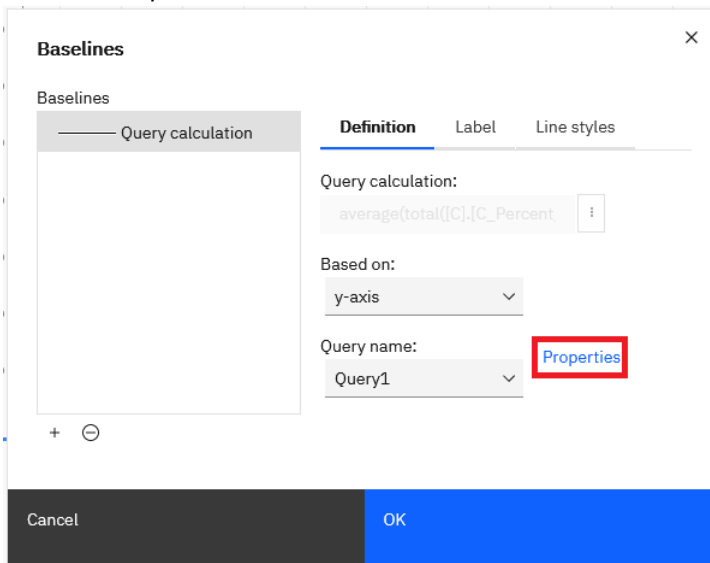 Baselines
Baselines
Query calculation
Definition Label Line styles
Query calculation:
average(total([C].[C_Percent
Based on:
y-axis
Query name:
Query1
Properties
Cancel
OK